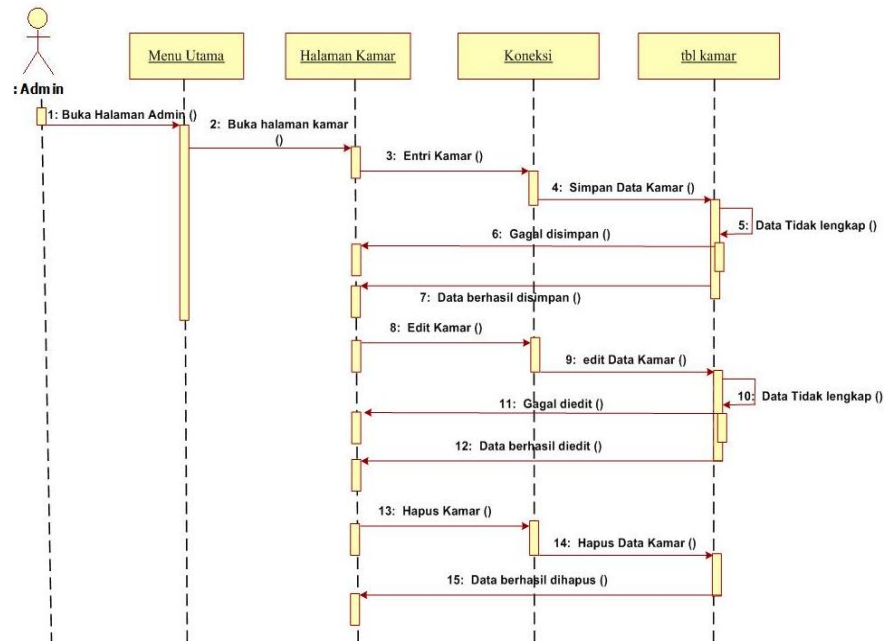 Menu Utama
Halaman Kamar
Koneksi
tbl kamar
: Admin
1: Buka Halaman Admin ()
2: Buka halaman kamar
()
3: Entri Kamar ()
4: Simpan Data Kamar ()
5: Data Tidak lengkap ()
6: Gagal disimpan ()
7: Data berhasil disimpan ()
8: Edit Kamar ()
9: edit Data Kamar ()
10: Data Tidak lengkap ()
11: Gagal diedit ()
12: Data berhasil diedit ()
13: Hapus Kamar ()
14: Hapus Data Kamar ()
15: Data berhasil dihapus ()